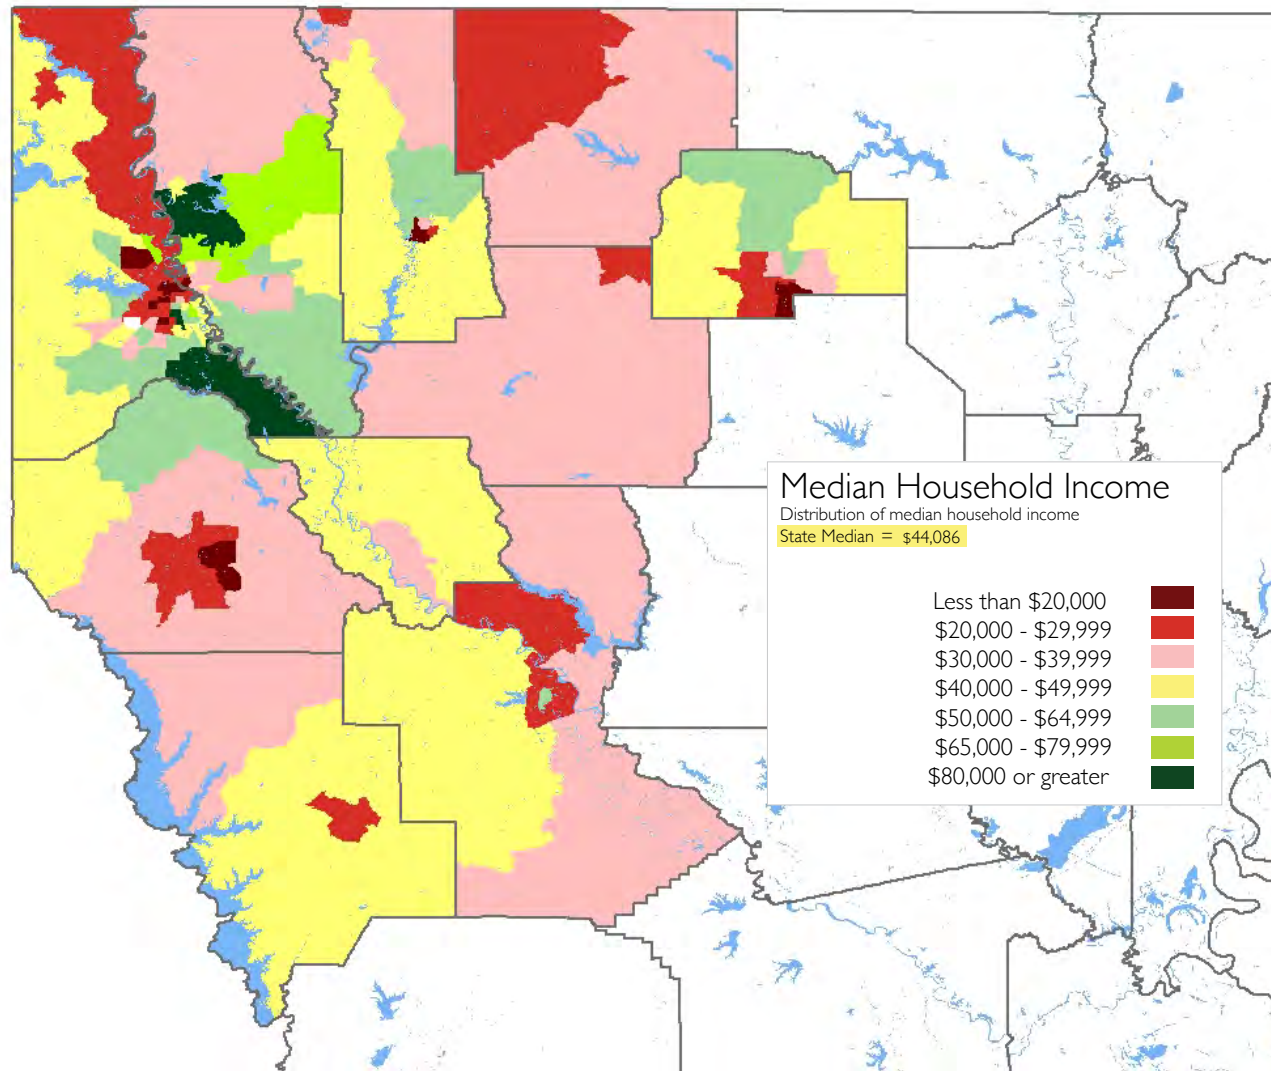 Median Household Income
Distribution of median household income
State Median = $44,086
Less than $20,000
$20,000 - $29,999
$30,000 - $39,999
$40,000 - $49,999
$50,000 - $64,999
$65,000 - $79,999
$80,000 or greater